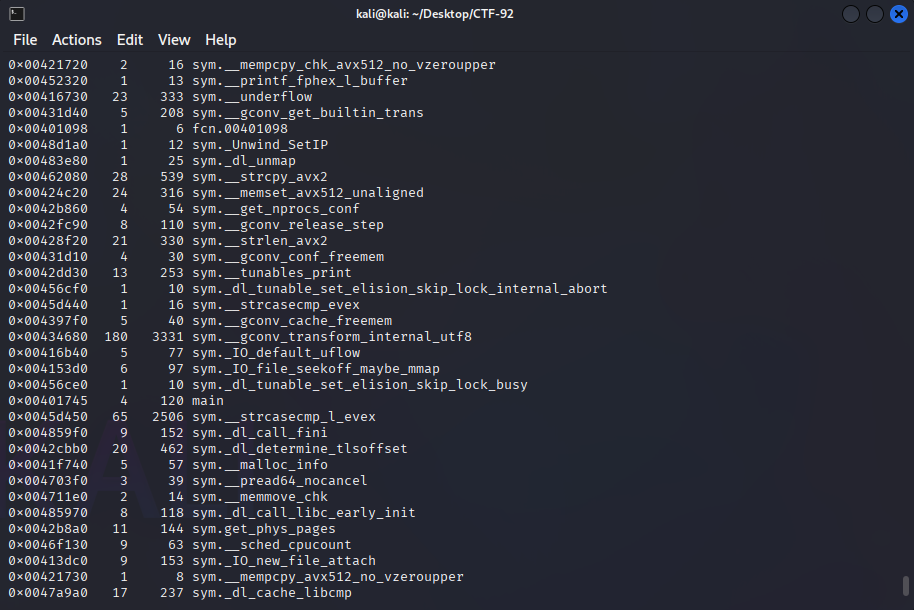 kali@kali: ~/Desktop/CTF-92
File Actions Edit View Help
0×00421720 2 16 sym.__mempcpy_chk_avx512_no_vzeroupper
0×00452320 1 13 sym.__printf_fphex_l_buffer
0×00416730 23 333 sym.__underflow
0×00431d40 5 208 sym.__gconv_get_builtin_trans
0×00401098 1 6 fcn.00401098
0×0048d1a0 1 12 sym._Unwind_SetIP
0×00483e80 1 25 sym._dl_unmap
0×00462080 28 539 sym.__strcpy_avx2
0×00424c20 24 316 sym.__memset_avx512_unaligned
0×0042b860 4 54 sym.__get_nprocs_conf
0×0042fc90 8 110 sym.__gconv_release_step
0×00428f20 21 330 sym.__strlen_avx2
0×00431d10 4 30 sym.__gconv_conf_freemem
0×0042dd30 13 253 sym.__tunables_print
0×00456cf0 1 10 sym._dl_tunable_set_elision_skip_lock_internal_abort
0×0045d440 1 16 sym.__strcasecmp_evex
0×004397f0 5 40 sym.__gconv_cache_freemem
0×00434680 180 3331 sym.__gconv_transform_internal_utf8
0×00416b40 5 77 sym._IO_default_uflow
0×004153d0 6 97 sym._IO_file_seekoff_maybe_mmap
0×00456ce0 1 10 sym._dl_tunable_set_elision_skip_lock_busy
0×00401745 4 120 main
0×0045d450 65 2506 sym.__strcasecmp_l_evex
0×004859f0 9 152 sym._dl_call_fini
0×0042cbb0 20 462 sym._dl_determine_tlsoffset
0×0041f740 5 57 sym.__malloc_info
0×004703f0 3 39 sym.__pread64_nocancel
0×004711e0 2 14 sym.__memmove_chk
0×00485970 8 118 sym._dl_call_libc_early_init
0×0042b8a0 11 144 sym.get_phys_pages
0×0046f130 9 63 sym.__sched_cpucount
0×00413dc0 9 153 sym._IO_new_file_attach
0×00421730 1 8 sym.__mempcpy_avx512_no_vzeroupper
0×0047a9a0 17 237 sym._dl_cache_libcmp